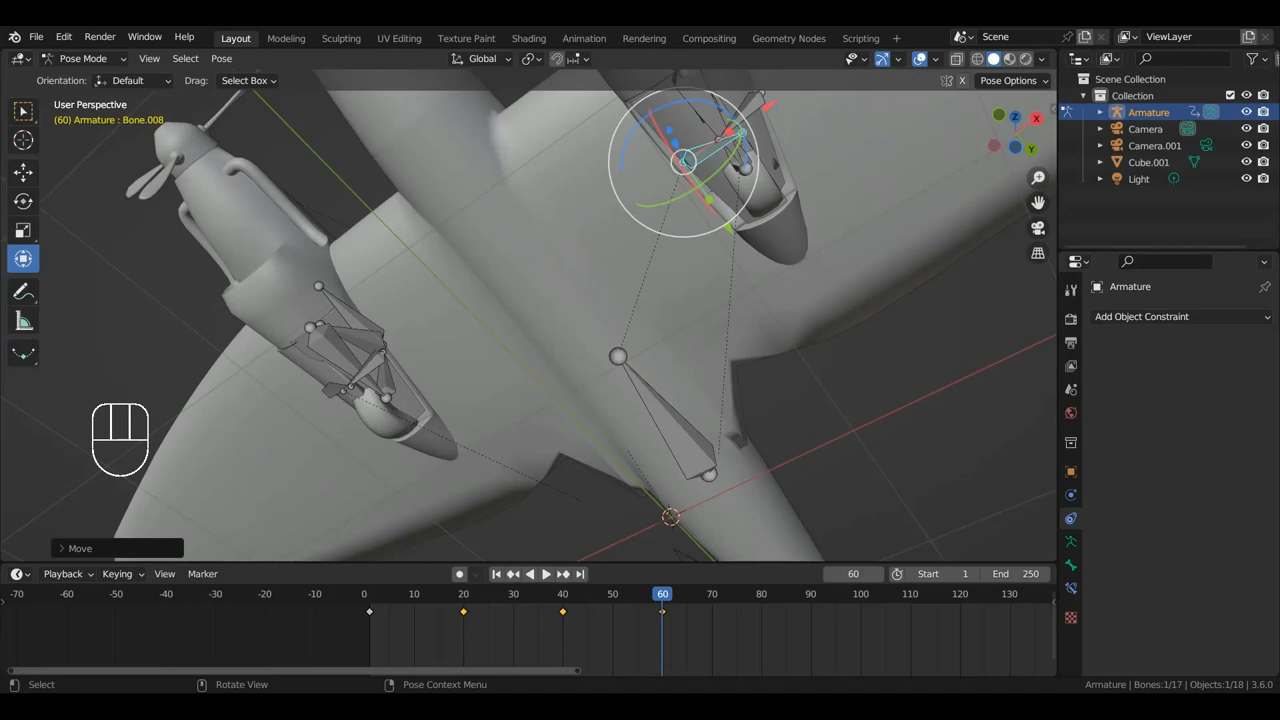 File Edit Render Window Help Layout Modeling Sculpting UV Editing Texture Paint Shading Animation Rendering Compositing Geometry Nodes Scripting + Scene ViewLayer
Pose Mode View Select Pose Global
Orientation: Default Drag: Select Box X Pose Options
User Perspective
(60) Armature : Bone.008
Z X Y
Scene Collection
Collection
Armature
Camera
Camera.001
Cube.001
Light
Armature
Add Object Constraint
Move
Playback Keying View Marker 60 Start 1 End 250
-70 -60 -50 -40 -30 -20 -10 0 10 20 30 40 50 60 70 80 90 100 110 120 130
Select Rotate View Pose Context Menu Armature | Bones:1/17 | Objects:1/18 | 3.6.0